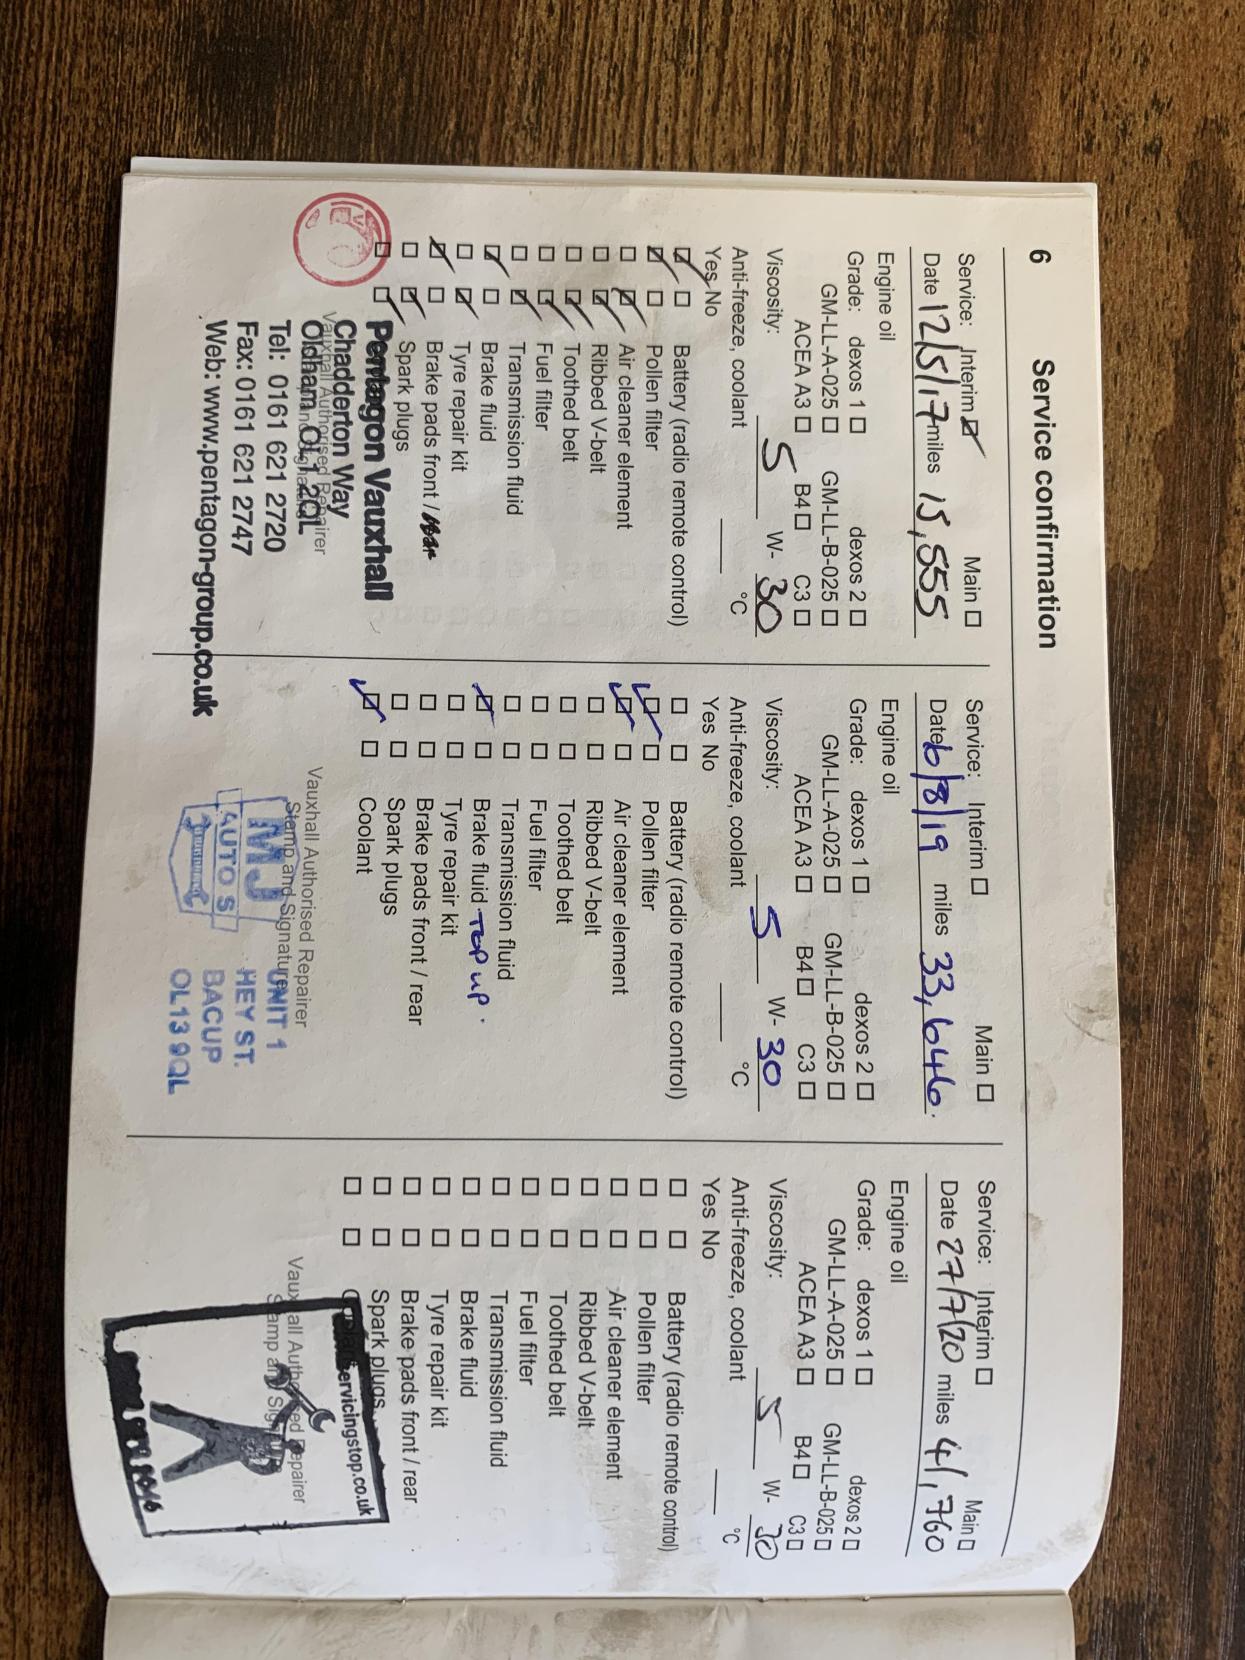 6 Service confirmation
Service: Interim ☑ Main ☐
Date 12/5/17 miles 15,555
Engine oil
Grade: dexos 1 ☐ dexos 2 ☐
GM-LL-A-025 ☐ GM-LL-B-025 ☐
ACEA A3 ☐ B4 ☐ C3 ☐
Viscosity: 5 W- 30
Anti-freeze, coolant °C
Yes No
☑ ☐ Battery (radio remote control)
☑ ☐ Pollen filter
☐ ☑ Air cleaner element
☐ ☑ Ribbed V-belt
☐ ☑ Toothed belt
☐ ☑ Fuel filter
☐ ☑ Transmission fluid
☑ ☐ Brake fluid
☐ ☑ Tyre repair kit
☑ ☐ Brake pads front /
☐ ☑ Spark plugs
Pentagon Vauxhall
Chadderton Way
Vauxhall Authorised Repairer
Oldham OL1 2QL
Tel: 0161 621 2720
Fax: 0161 621 2747
Web: www.pentagon-group.co.uk
Service: Interim ☐ Main ☐
Date 6/8/19 miles 33,646.
Engine oil
Grade: dexos 1 ☐ dexos 2 ☐
GM-LL-A-025 ☐ GM-LL-B-025 ☐
ACEA A3 ☐ B4 ☐ C3 ☐
Viscosity: 5 W- 30
Anti-freeze, coolant °C
Yes No
☐ ☐ Battery (radio remote control)
☑ ☐ Pollen filter
☑ ☐ Air cleaner element
☐ ☐ Ribbed V-belt
☐ ☐ Toothed belt
☐ ☐ Fuel filter
☐ ☐ Transmission fluid
☑ ☐ Brake fluid · TOP UP.
☐ ☐ Tyre repair kit
☐ ☐ Brake pads front / rear
☐ ☐ Spark plugs
☑ ☐ Coolant
Vauxhall Authorised Repairer
Stamp and Signature
MJ
AUTOS
UNIT 1
HEY ST.
BACUP
OL13 9QL
Service: Interim ☐ Main ☐
Date 27/7/20 miles 41,760
Engine oil
Grade: dexos 1 ☐ dexos 2 ☐
GM-LL-A-025 ☐ GM-LL-B-025 ☐
ACEA A3 ☐ B4 ☐ C3 ☐
Viscosity: 5 W- 30
Anti-freeze, coolant °C
Yes No
☐ ☐ Battery (radio remote control)
☐ ☐ Pollen filter
☐ ☐ Air cleaner element
☐ ☐ Ribbed V-belt
☐ ☐ Toothed belt
☐ ☐ Fuel filter
☐ ☐ Transmission fluid
☐ ☐ Brake fluid
☐ ☐ Tyre repair kit
☐ ☐ Brake pads front / rear
☐ ☐ Spark plugs
☐ ☐
servicingstop.co.uk
Vauxhall Authorised Repairer
Stamp and